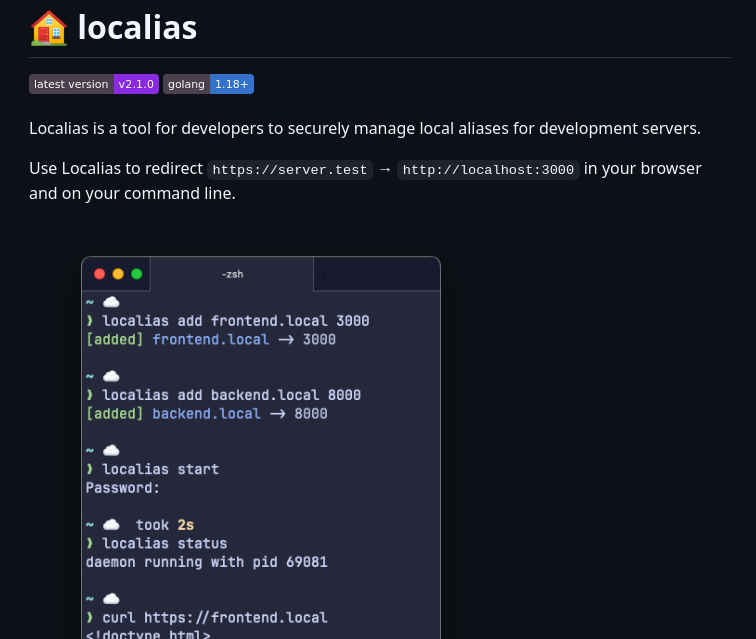 localias
latest version v2.1.0 golang 1.18+
Localias is a tool for developers to securely manage local aliases for development servers.
Use Localias to redirect https://server.test → http://localhost:3000 in your browser
and on your command line.
-zsh +
~
❯ localias add frontend.local 3000
[added] frontend.local -> 3000
~
❯ localias add backend.local 8000
[added] backend.local -> 8000
~
❯ localias start
Password:
~ took 2s
❯ localias status
daemon running with pid 69081
~
❯ curl https://frontend.local
<!doctype html>